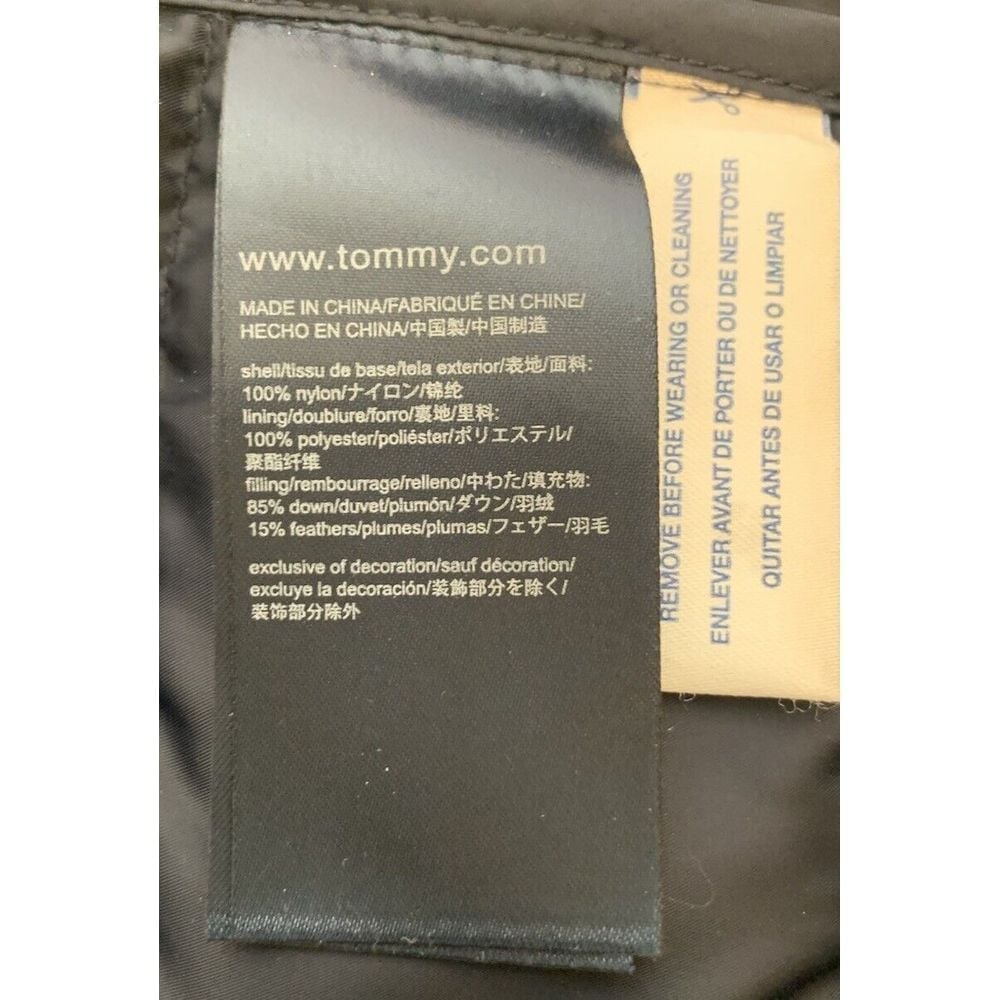 www.tommy.com
MADE IN CHINA/FABRIQUÉ EN CHINE/
HECHO EN CHINA/中国製/中国制造
shell/tissu de base/tela exterior/表地/面料:
100% nylon/ナイロン/锦纶
lining/doublure/forro/裏地/里料:
100% polyester/poliéster/ポリエステル/
聚酯纤维
filling/rembourrage/relleno/中わた/填充物:
85% down/duvet/plumón/ダウン/羽绒
15% feathers/plumes/plumas/フェザー/羽毛
exclusive of decoration/sauf décoration/
excluye la decoración/装飾部分を除く/
装饰部分除外
REMOVE BEFORE WEARING OR CLEANING
ENLEVER AVANT DE PORTER OU DE NETTOYER
QUITAR ANTES DE USAR O LIMPIAR